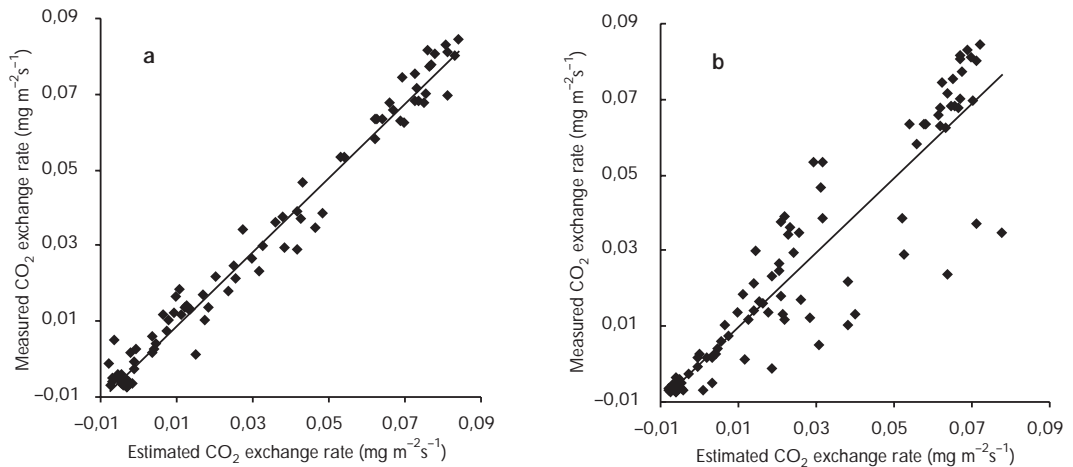 a
Measured CO₂ exchange rate (mg m⁻²s⁻¹)
0,09
0,07
0,05
0,03
0,01
−0,01
−0,01 0,01 0,03 0,05 0,07 0,09
Estimated CO₂ exchange rate (mg m⁻²s⁻¹)
b
Measured CO₂ exchange rate (mg m⁻²s⁻¹)
0,09
0,07
0,05
0,03
0,01
−0,01
−0,01 0,01 0,03 0,05 0,07 0,09
Estimated CO₂ exchange rate (mg m⁻²s⁻¹)